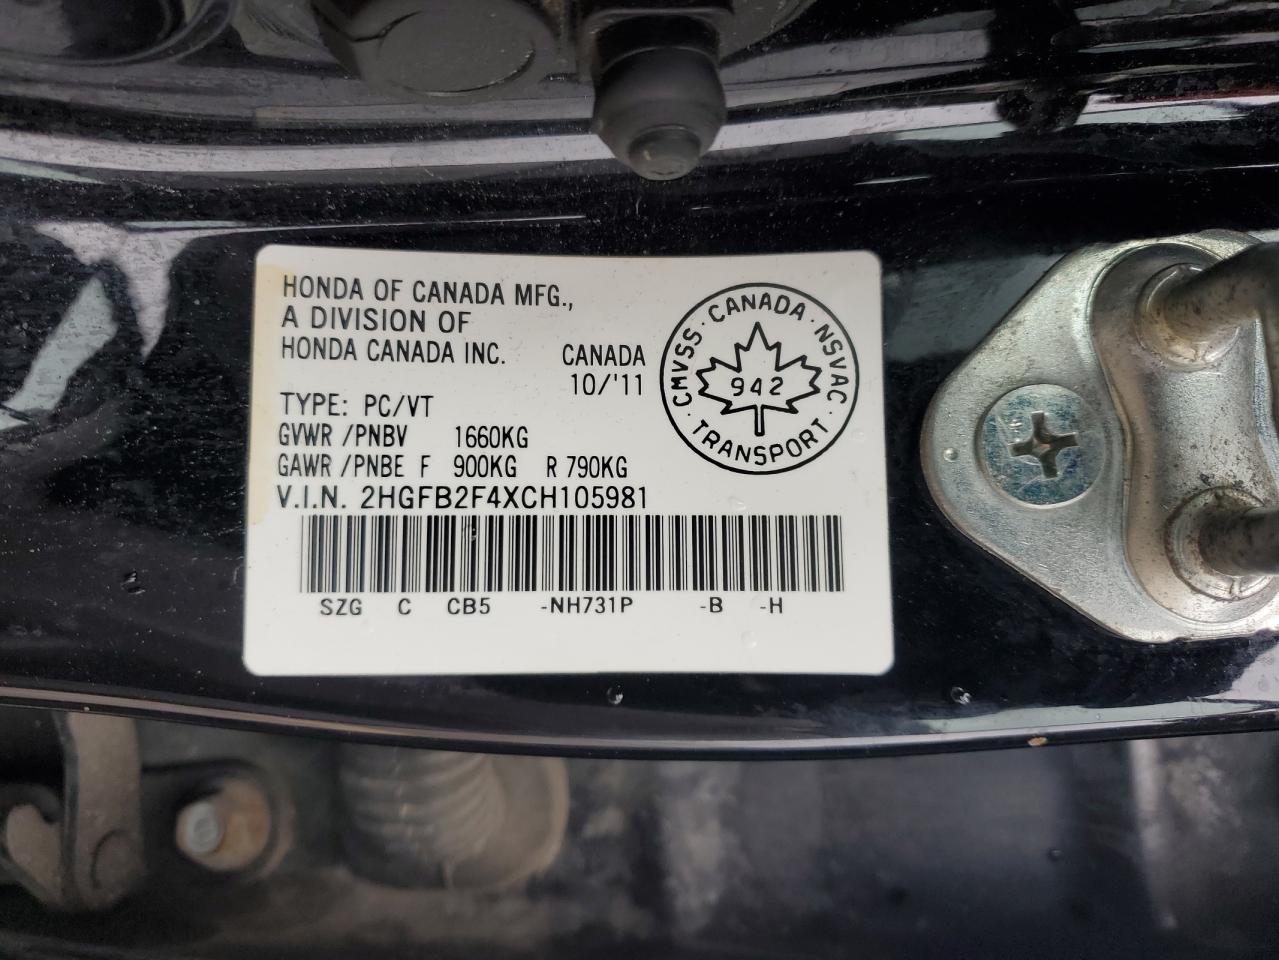 HONDA OF CANADA MFG.,
A DIVISION OF
HONDA CANADA INC.
CANADA
10/'11
TYPE: PC/VT
GVWR /PNBV 1660KG
GAWR /PNBE F 900KG R 790KG
V.I.N. 2HGFB2F4XCH105981
SZG C CB5 -NH731P -B -H
CMVSS · CANADA · NSVAC · TRANSPORT ·
942